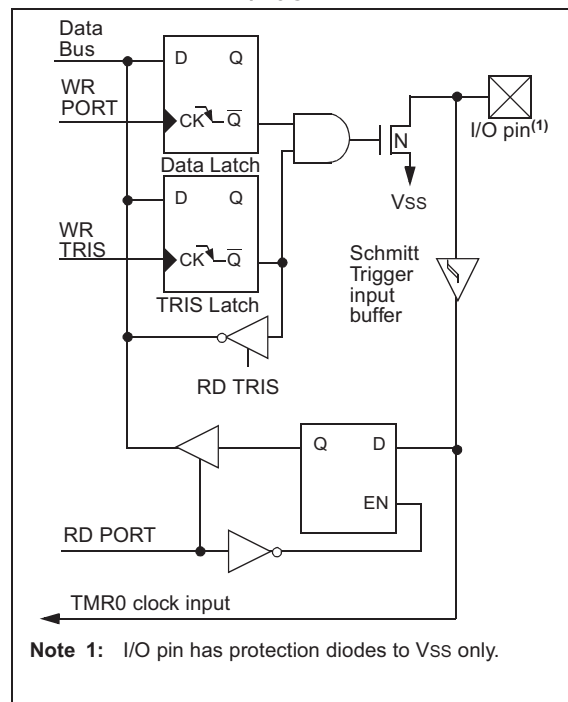 Data
Bus
D Q
WR
PORT
CK Q
Data Latch
I/O pin(1)
N
VSS
D Q
WR
TRIS
CK Q
TRIS Latch
Schmitt
Trigger
input
buffer
RD TRIS
Q D
EN
RD PORT
TMR0 clock input
Note 1: I/O pin has protection diodes to VSS only.